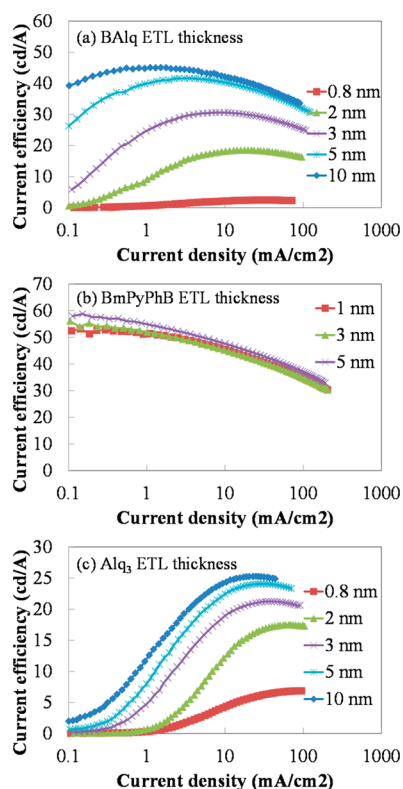 (a) BAlq ETL thickness
Current efficiency (cd/A)
60
50
40
30
20
10
0
0.8 nm
2 nm
3 nm
5 nm
10 nm
0.1 1 10 100 1000
Current density (mA/cm2)
(b) BmPyPhB ETL thickness
Current efficiency (cd/A)
70
60
50
40
30
20
10
0
1 nm
3 nm
5 nm
0.1 1 10 100 1000
Current density (mA/cm2)
(c) Alq₃ ETL thickness
Current efficiency (cd/A)
30
25
20
15
10
5
0
0.8 nm
2 nm
3 nm
5 nm
10 nm
0.1 1 10 100 1000
Current density (mA/cm2)